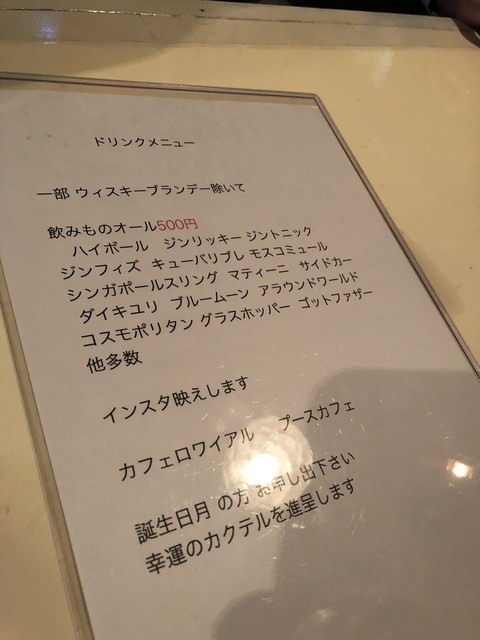 ドリンクメニュー
一部 ウィスキーブランデー除いて
飲みものオール500円
ハイボール ジンリッキー ジントニック
ジンフィズ キューバリブレ モスコミュール
シンガポールスリング マティーニ サイドカー
ダイキユリ ブルームーン アラウンドワールド
コスモポリタン グラスホッパー ゴットファザー
他多数
インスタ映えします
カフェロワイアル プースカフェ
誕生日月 の方 お申し出下さい
幸運のカクテルを進呈します